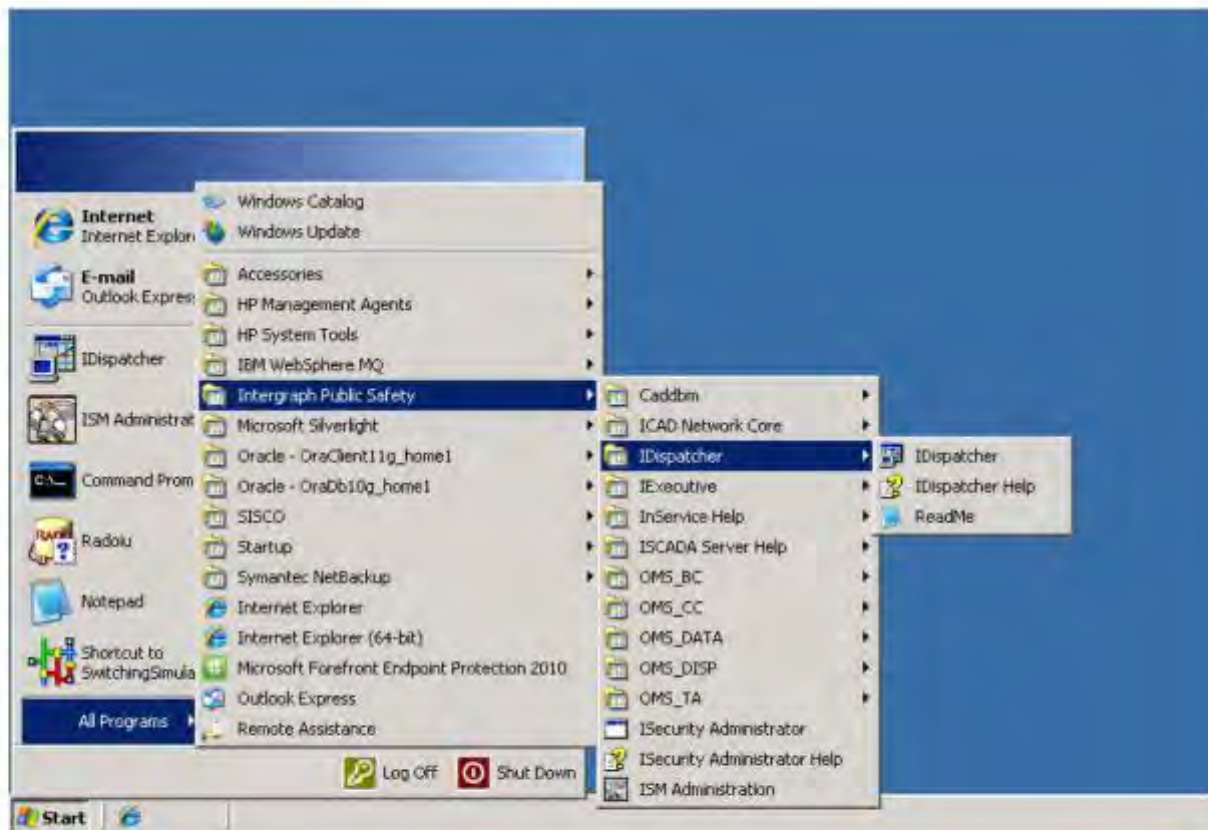 Internet
Internet Explor
E-mail
Outlook Expres
IDispatcher
ISM Administrat
C:\_
Command Prom
Radoiu
Notepad
Shortcut to
SwitchingSimula
All Programs
Windows Catalog
Windows Update
Accessories
HP Management Agents
HP System Tools
IBM WebSphere MQ
Intergraph Public Safety
Microsoft Silverlight
Oracle - OraClient11g_home1
Oracle - OraDb10g_home1
SISCO
Startup
Symantec NetBackup
Internet Explorer
Internet Explorer (64-bit)
Microsoft Forefront Endpoint Protection 2010
Outlook Express
Remote Assistance
Caddbm
ICAD Network Core
IDispatcher
IExecutive
InService Help
ISCADA Server Help
OMS_BC
OMS_CC
OMS_DATA
OMS_DISP
OMS_TA
ISecurity Administrator
ISecurity Administrator Help
ISM Administration
IDispatcher
IDispatcher Help
ReadMe
Log Off
Shut Down
Start